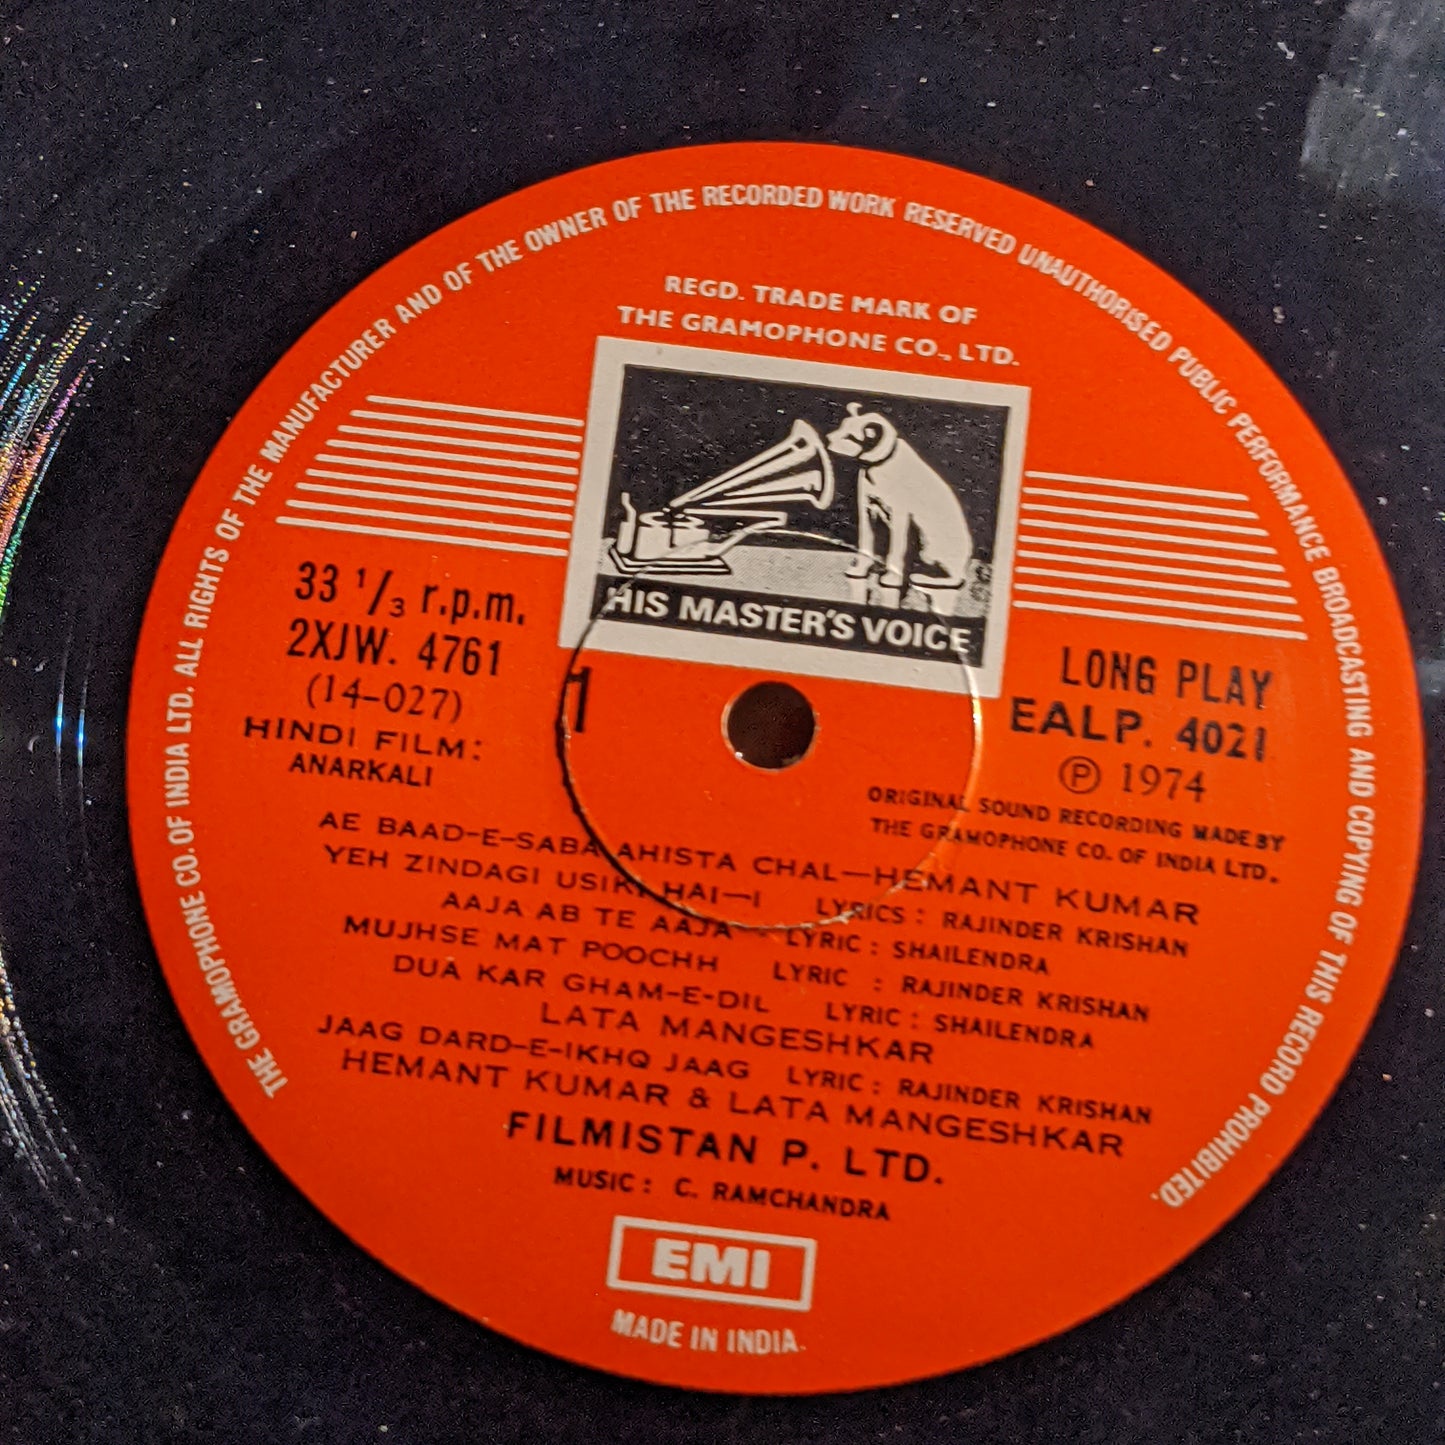 THE GRAMOPHONE CO. OF INDIA LTD. ALL RIGHTS OF THE MANUFACTURER AND OF THE OWNER OF THE RECORDED WORK RESERVED UNAUTHORISED PUBLIC PERFORMANCE BROADCASTING AND COPYING OF THIS RECORD PROHIBITED.
REGD. TRADE MARK OF
THE GRAMOPHONE CO., LTD.
HIS MASTER'S VOICE
33 1/3 r.p.m.
2XJW. 4761
(14-027)
HINDI FILM:
ANARKALI
1
LONG PLAY
EALP. 4021
Ⓟ 1974
ORIGINAL SOUND RECORDING MADE BY
THE GRAMOPHONE CO. OF INDIA LTD.
AE BAAD-E-SABA AHISTA CHAL—HEMANT KUMAR
YEH ZINDAGI USIKI HAI—I LYRICS : RAJINDER KRISHAN
AAJA AB TE AAJA LYRIC : SHAILENDRA
MUJHSE MAT POOCHH LYRIC : RAJINDER KRISHAN
DUA KAR GHAM-E-DIL LYRIC : SHAILENDRA
LATA MANGESHKAR
JAAG DARD-E-IKHQ JAAG LYRIC : RAJINDER KRISHAN
HEMANT KUMAR & LATA MANGESHKAR
FILMISTAN P. LTD.
MUSIC : C. RAMCHANDRA
EMI
MADE IN INDIA.